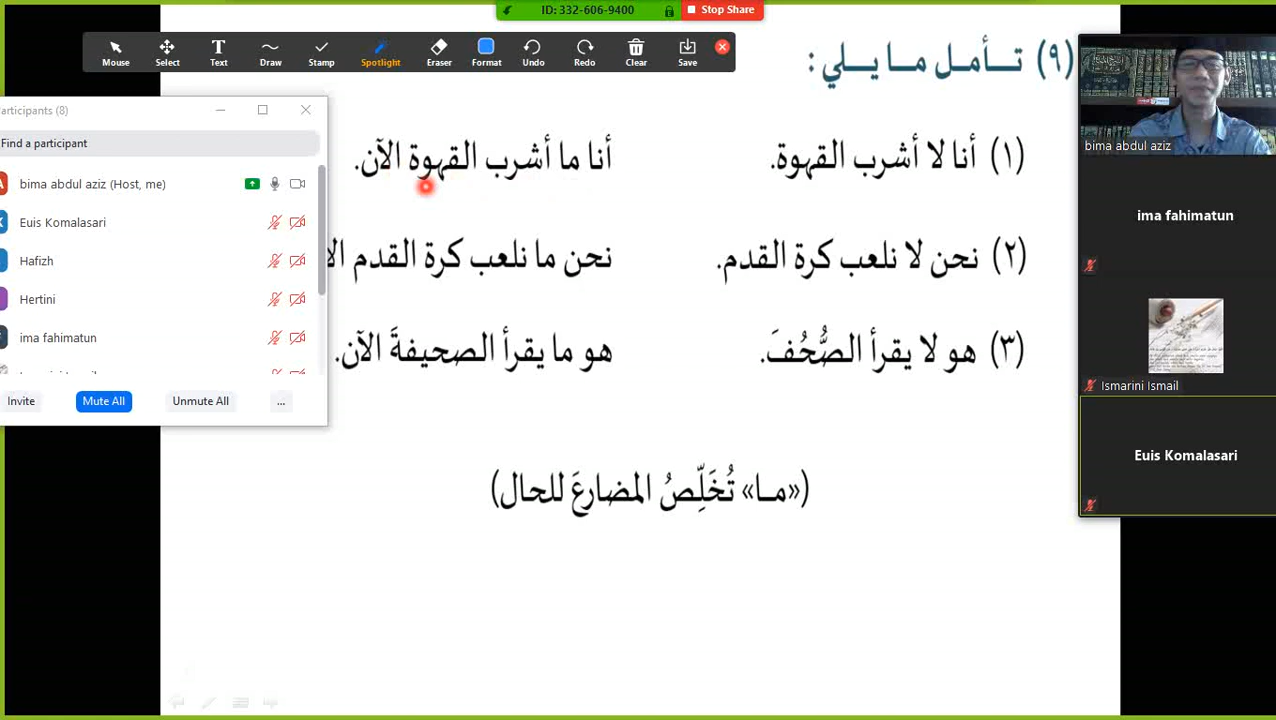 ID: 332-606-9400
Stop Share
Mouse Select Text Draw Stamp Spotlight Eraser Format Undo Redo Clear Save
(٩) تـأمـل مـا يـلـي :
(١) أنا لا أشرب القهوة. أنا ما أشرب القهوة الآن.
(٢) نحن لا نلعب كرة القدم. نحن ما نلعب كرة القدم
(٣) هو لا يقرأ الصُّحُفَ. هو ما يقرأ الصحيفةَ الآن.
(«مـا» تُخَلِّصُ المضارعَ للحال)
articipants (8)
Find a participant
bima abdul aziz (Host, me)
Euis Komalasari
Hafizh
Hertini
ima fahimatun
Invite
Mute All
Unmute All
...
bima abdul aziz
ima fahimatun
Ismarini Ismail
Euis Komalasari